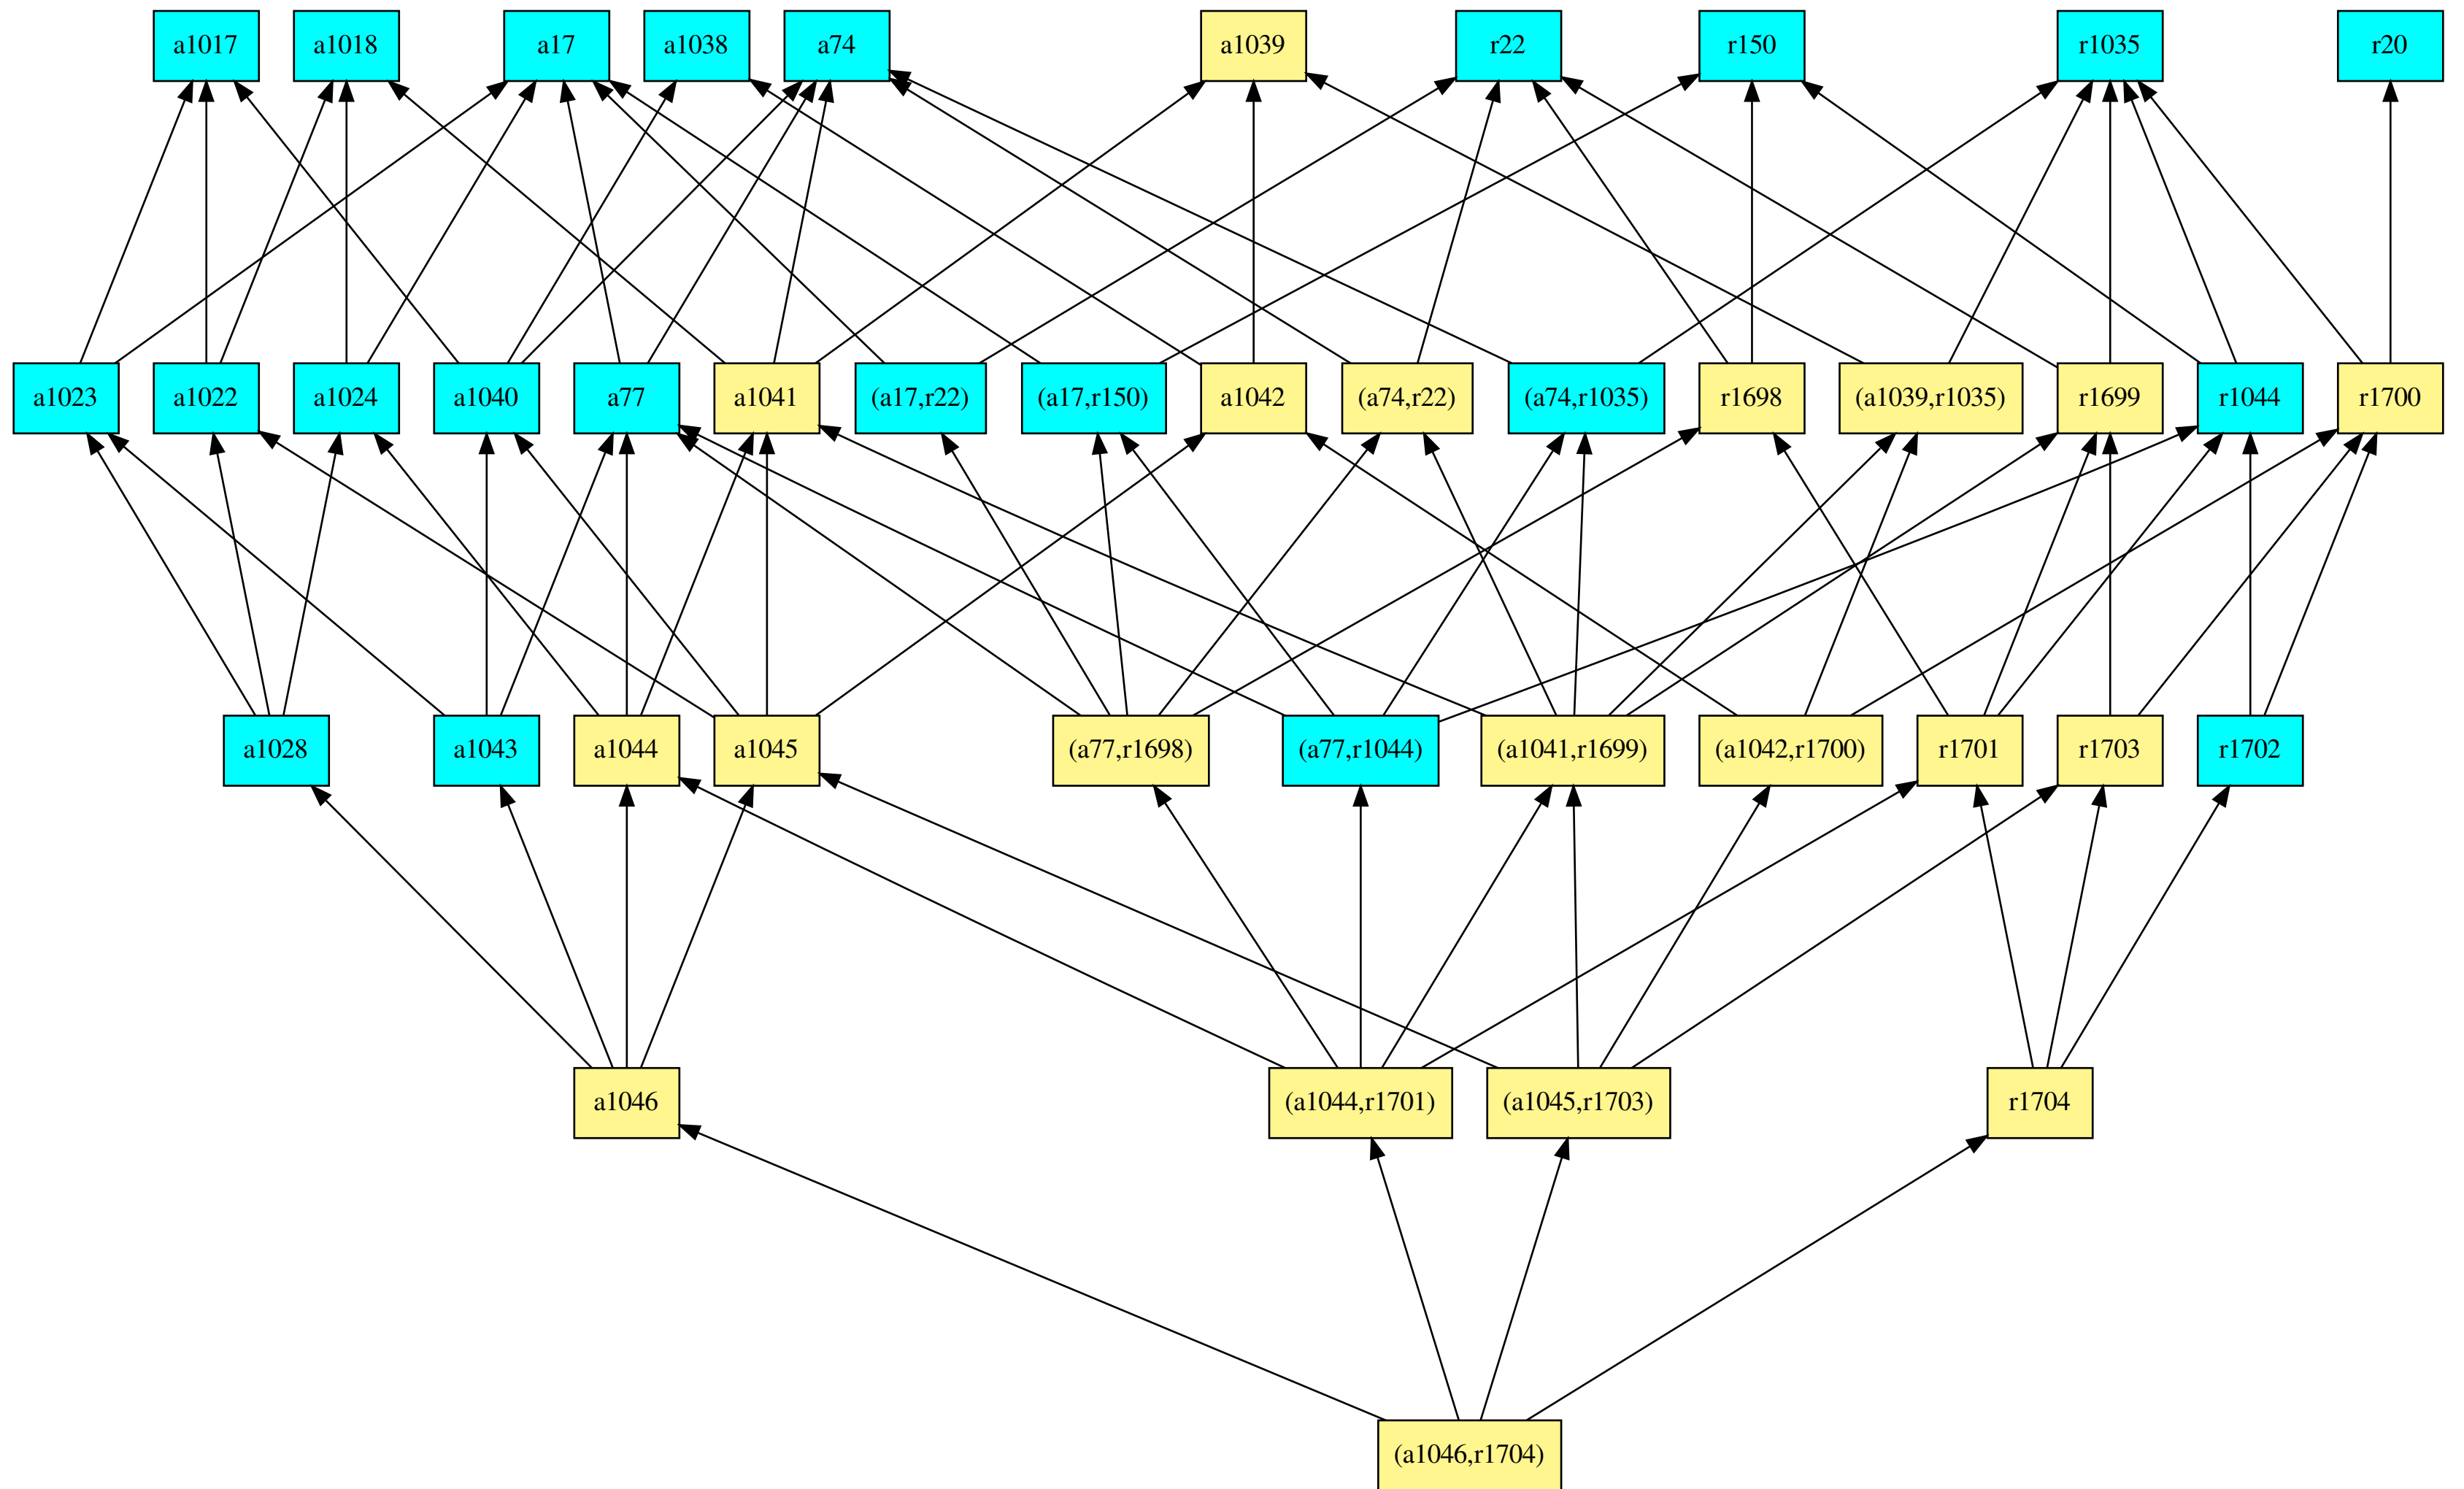 a1017
a1018
a17
a1038
a74
a1039
r22
r150
r1035
r20
a1023
a1022
a1024
a1040
a77
a1041
(a17,r22)
(a17,r150)
a1042
(a74,r22)
(a74,r1035)
r1698
(a1039,r1035)
r1699
r1044
r1700
a1028
a1043
a1044
a1045
(a77,r1698)
(a77,r1044)
(a1041,r1699)
(a1042,r1700)
r1701
r1703
r1702
a1046
(a1044,r1701)
(a1045,r1703)
r1704
(a1046,r1704)